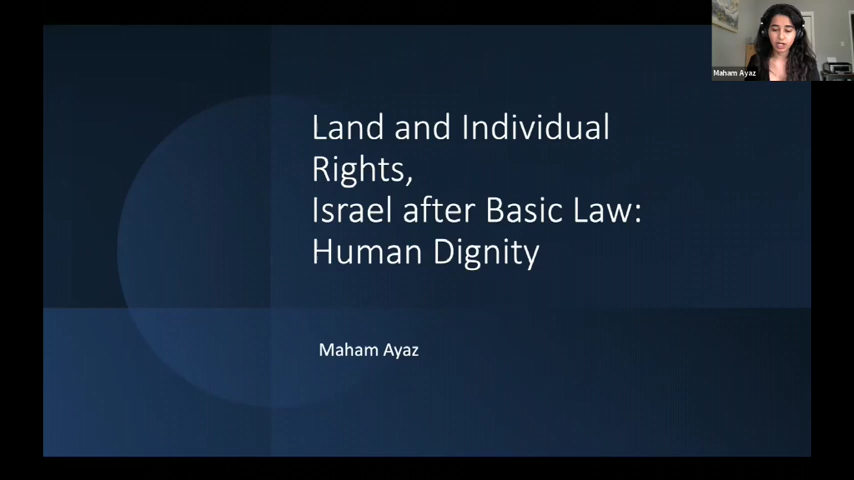 Land and Individual
Rights,
Israel after Basic Law:
Human Dignity
Maham Ayaz
Maham Ayaz